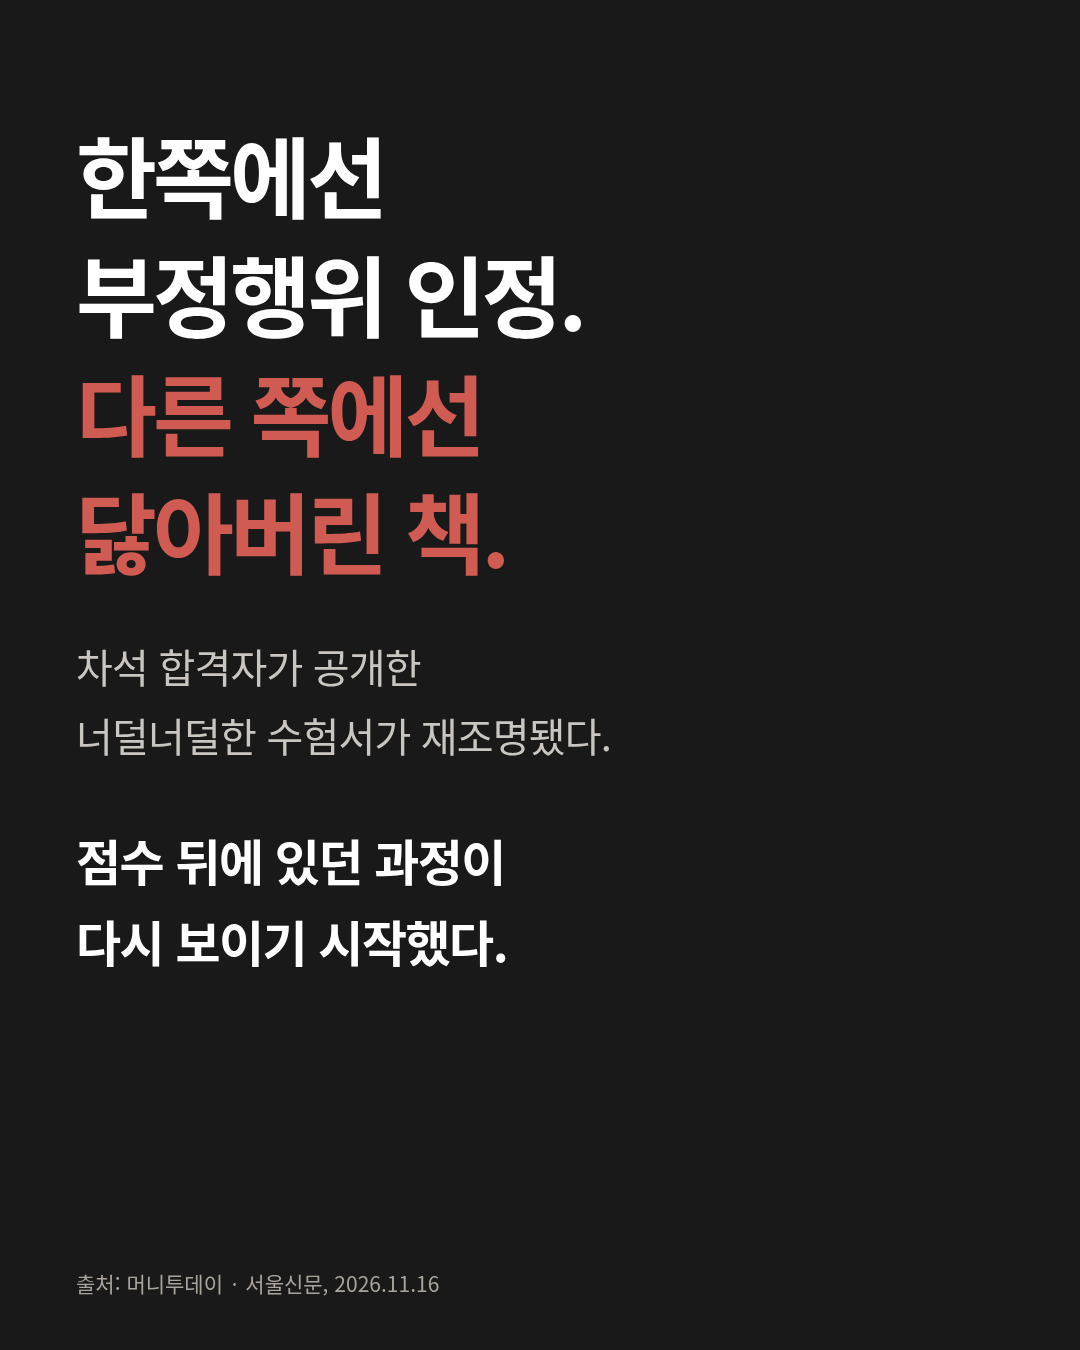 한쪽에선
부정행위 인정.
다른 쪽에선
닳아버린 책.
차석 합격자가 공개한
너덜너덜한 수험서가 재조명됐다.
점수 뒤에 있던 과정이
다시 보이기 시작했다.
출처: 머니투데이 · 서울신문, 2026.11.16